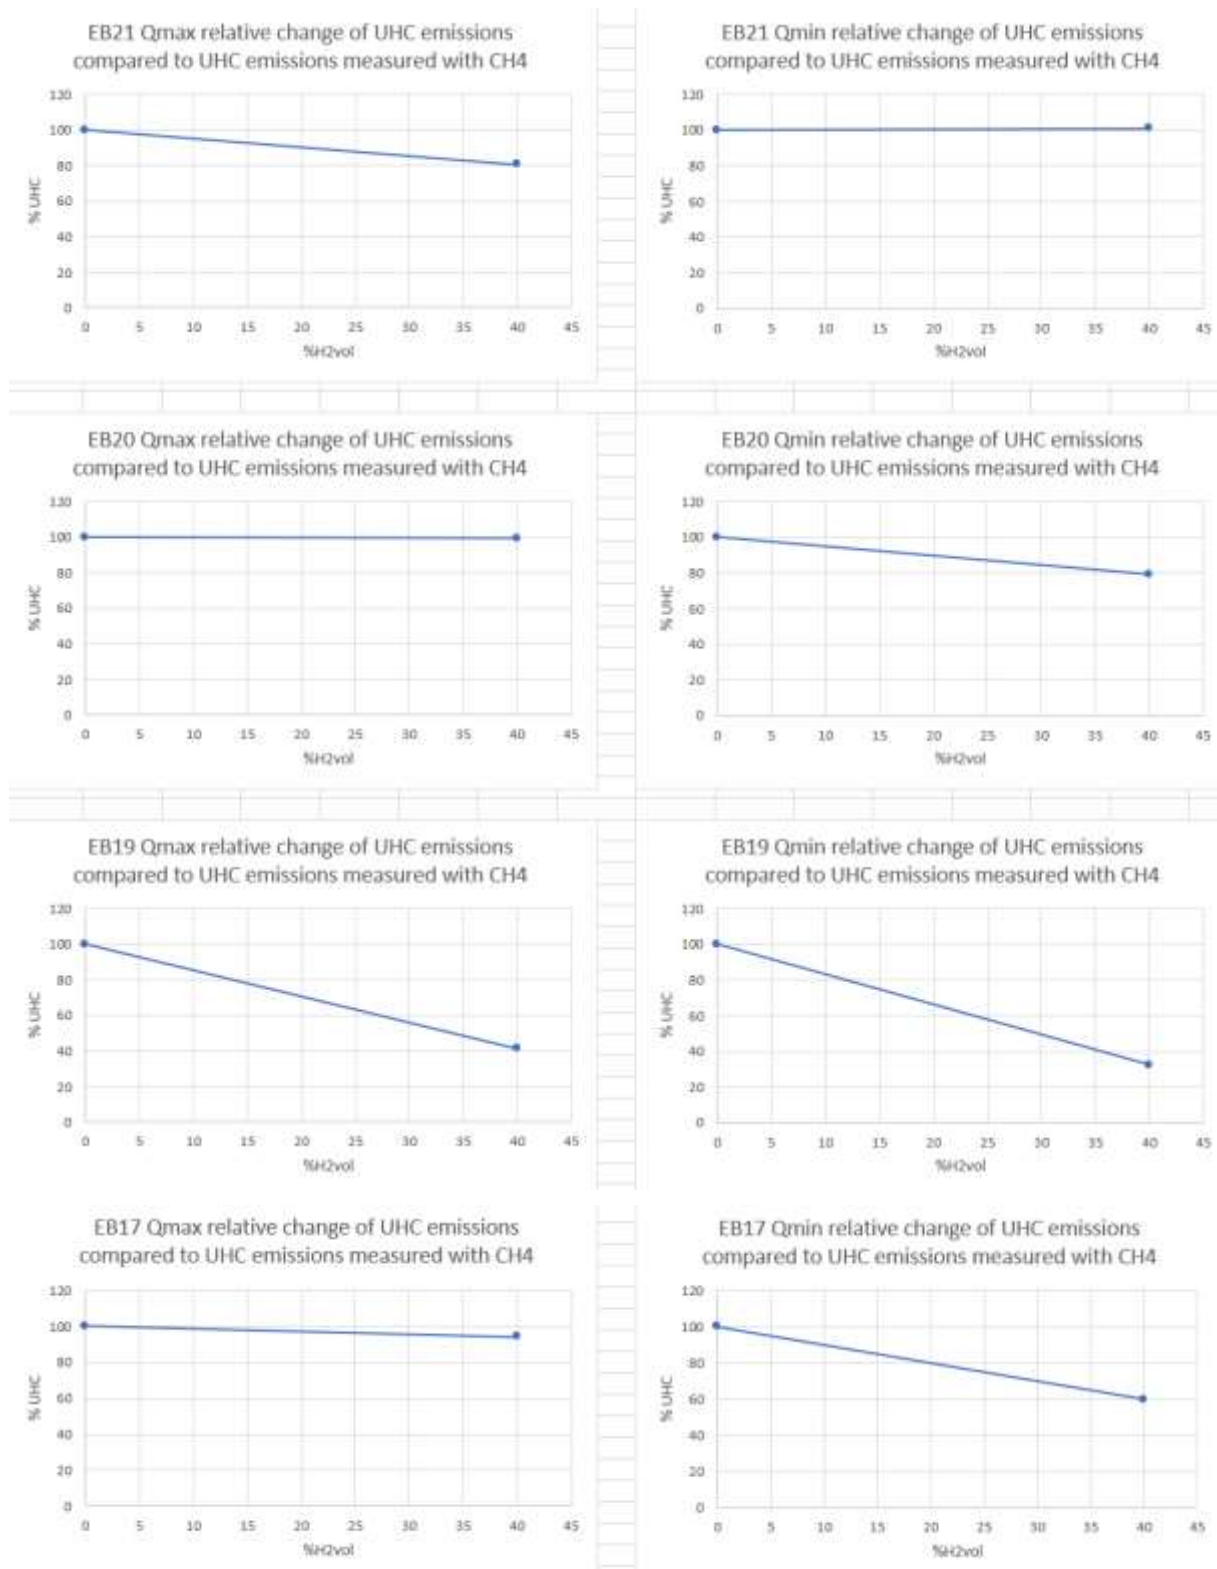 EB21 Qmax relative change of UHC emissions
compared to UHC emissions measured with CH4
120
100
80
60
40
20
0
% UHC
0 5 10 15 20 25 30 35 40 45
%H2vol
EB21 Qmin relative change of UHC emissions
compared to UHC emissions measured with CH4
120
100
80
60
40
20
0
% UHC
0 5 10 15 20 25 30 35 40 45
%H2vol
EB20 Qmax relative change of UHC emissions
compared to UHC emissions measured with CH4
120
100
80
60
40
20
0
% UHC
0 5 10 15 20 25 30 35 40 45
%H2vol
EB20 Qmin relative change of UHC emissions
compared to UHC emissions measured with CH4
120
100
80
60
40
20
0
% UHC
0 5 10 15 20 25 30 35 40 45
%H2vol
EB19 Qmax relative change of UHC emissions
compared to UHC emissions measured with CH4
120
100
80
60
40
20
0
% UHC
0 5 10 15 20 25 30 35 40 45
%H2vol
EB19 Qmin relative change of UHC emissions
compared to UHC emissions measured with CH4
120
100
80
60
40
20
0
% UHC
0 5 10 15 20 25 30 35 40 45
%H2vol
EB17 Qmax relative change of UHC emissions
compared to UHC emissions measured with CH4
120
100
80
60
40
20
0
% UHC
0 5 10 15 20 25 30 35 40 45
%H2vol
EB17 Qmin relative change of UHC emissions
compared to UHC emissions measured with CH4
120
100
80
60
40
20
0
% UHC
0 5 10 15 20 25 30 35 40 45
%H2vol